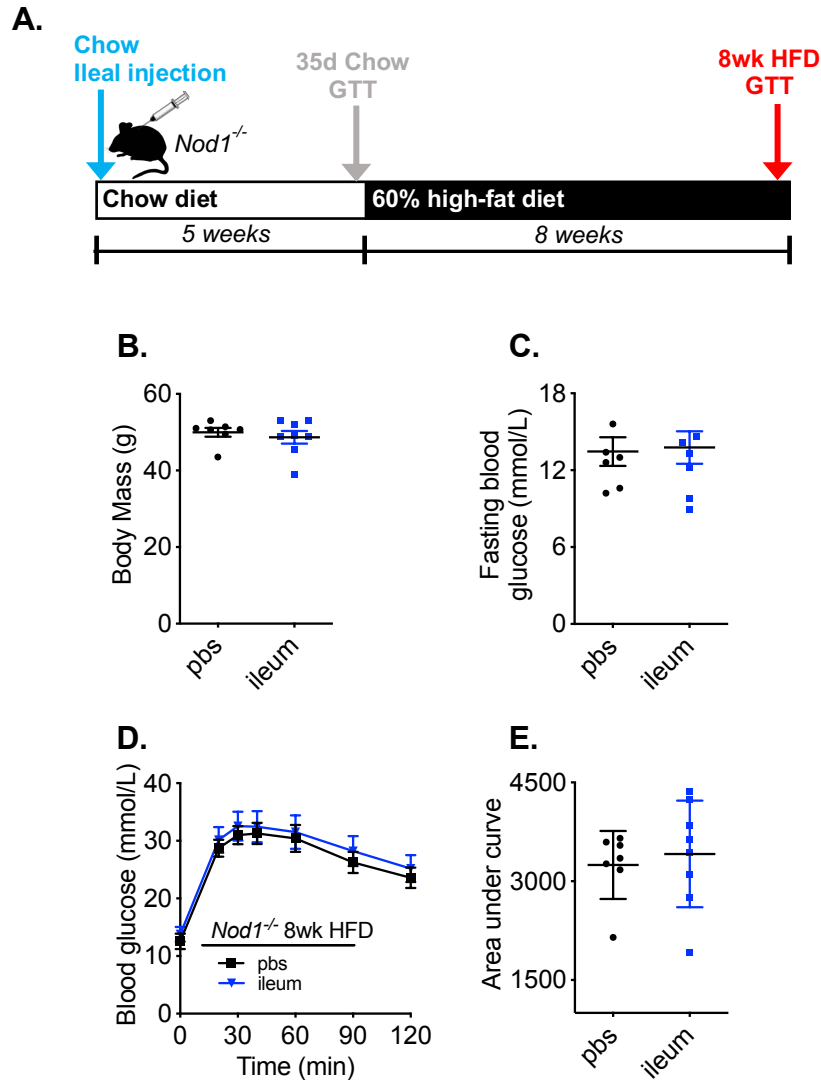 A.
Chow
Ileal injection
35d Chow
GTT
8wk HFD
GTT
Nod1-/-
Chow diet
60% high-fat diet
5 weeks
8 weeks
B.
Body Mass (g)
60
40
20
0
pbs
ileum
C.
Fasting blood
glucose (mmol/L)
18
12
6
0
pbs
ileum
D.
Blood glucose (mmol/L)
40
30
20
10
0
Nod1-/- 8wk HFD
pbs
ileum
0 30 60 90 120
Time (min)
E.
Area under curve
4500
3000
1500
pbs
ileum